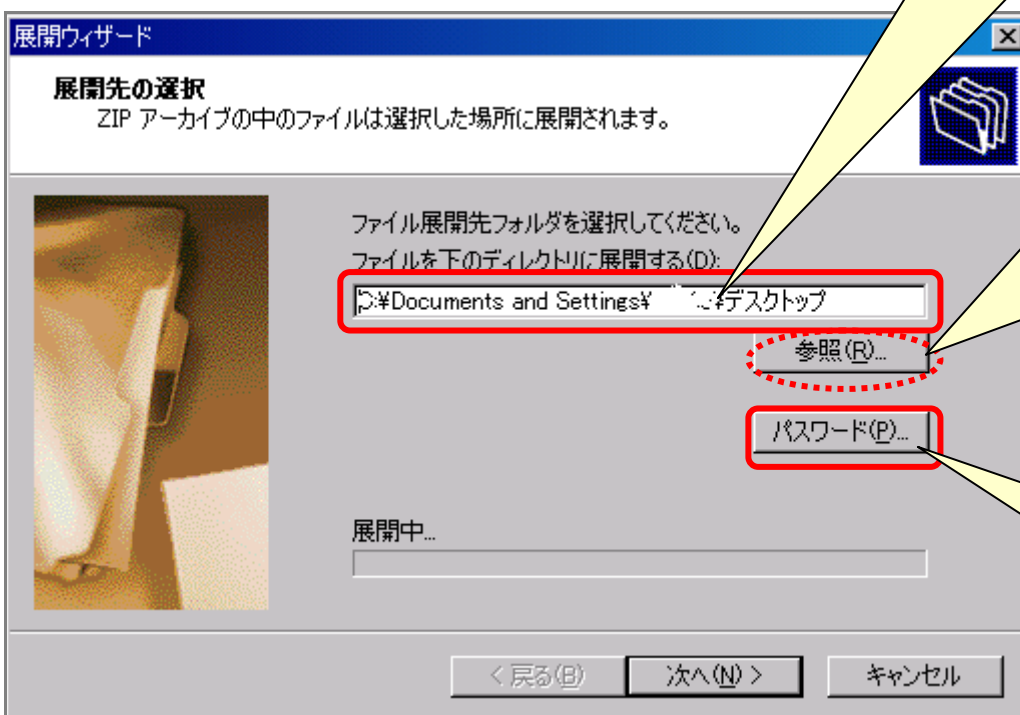 展開ウィザード
展開先の選択
ZIP アーカイブの中のファイルは選択した場所に展開されます。
ファイル展開先フォルダを選択してください。
ファイルを下のディレクトリに展開する(D):
:¥Documents and Settings¥ ¥デスクトップ
参照(R)...
パスワード(P)...
展開中...
< 戻る(B)
次へ(N) >
キャンセル